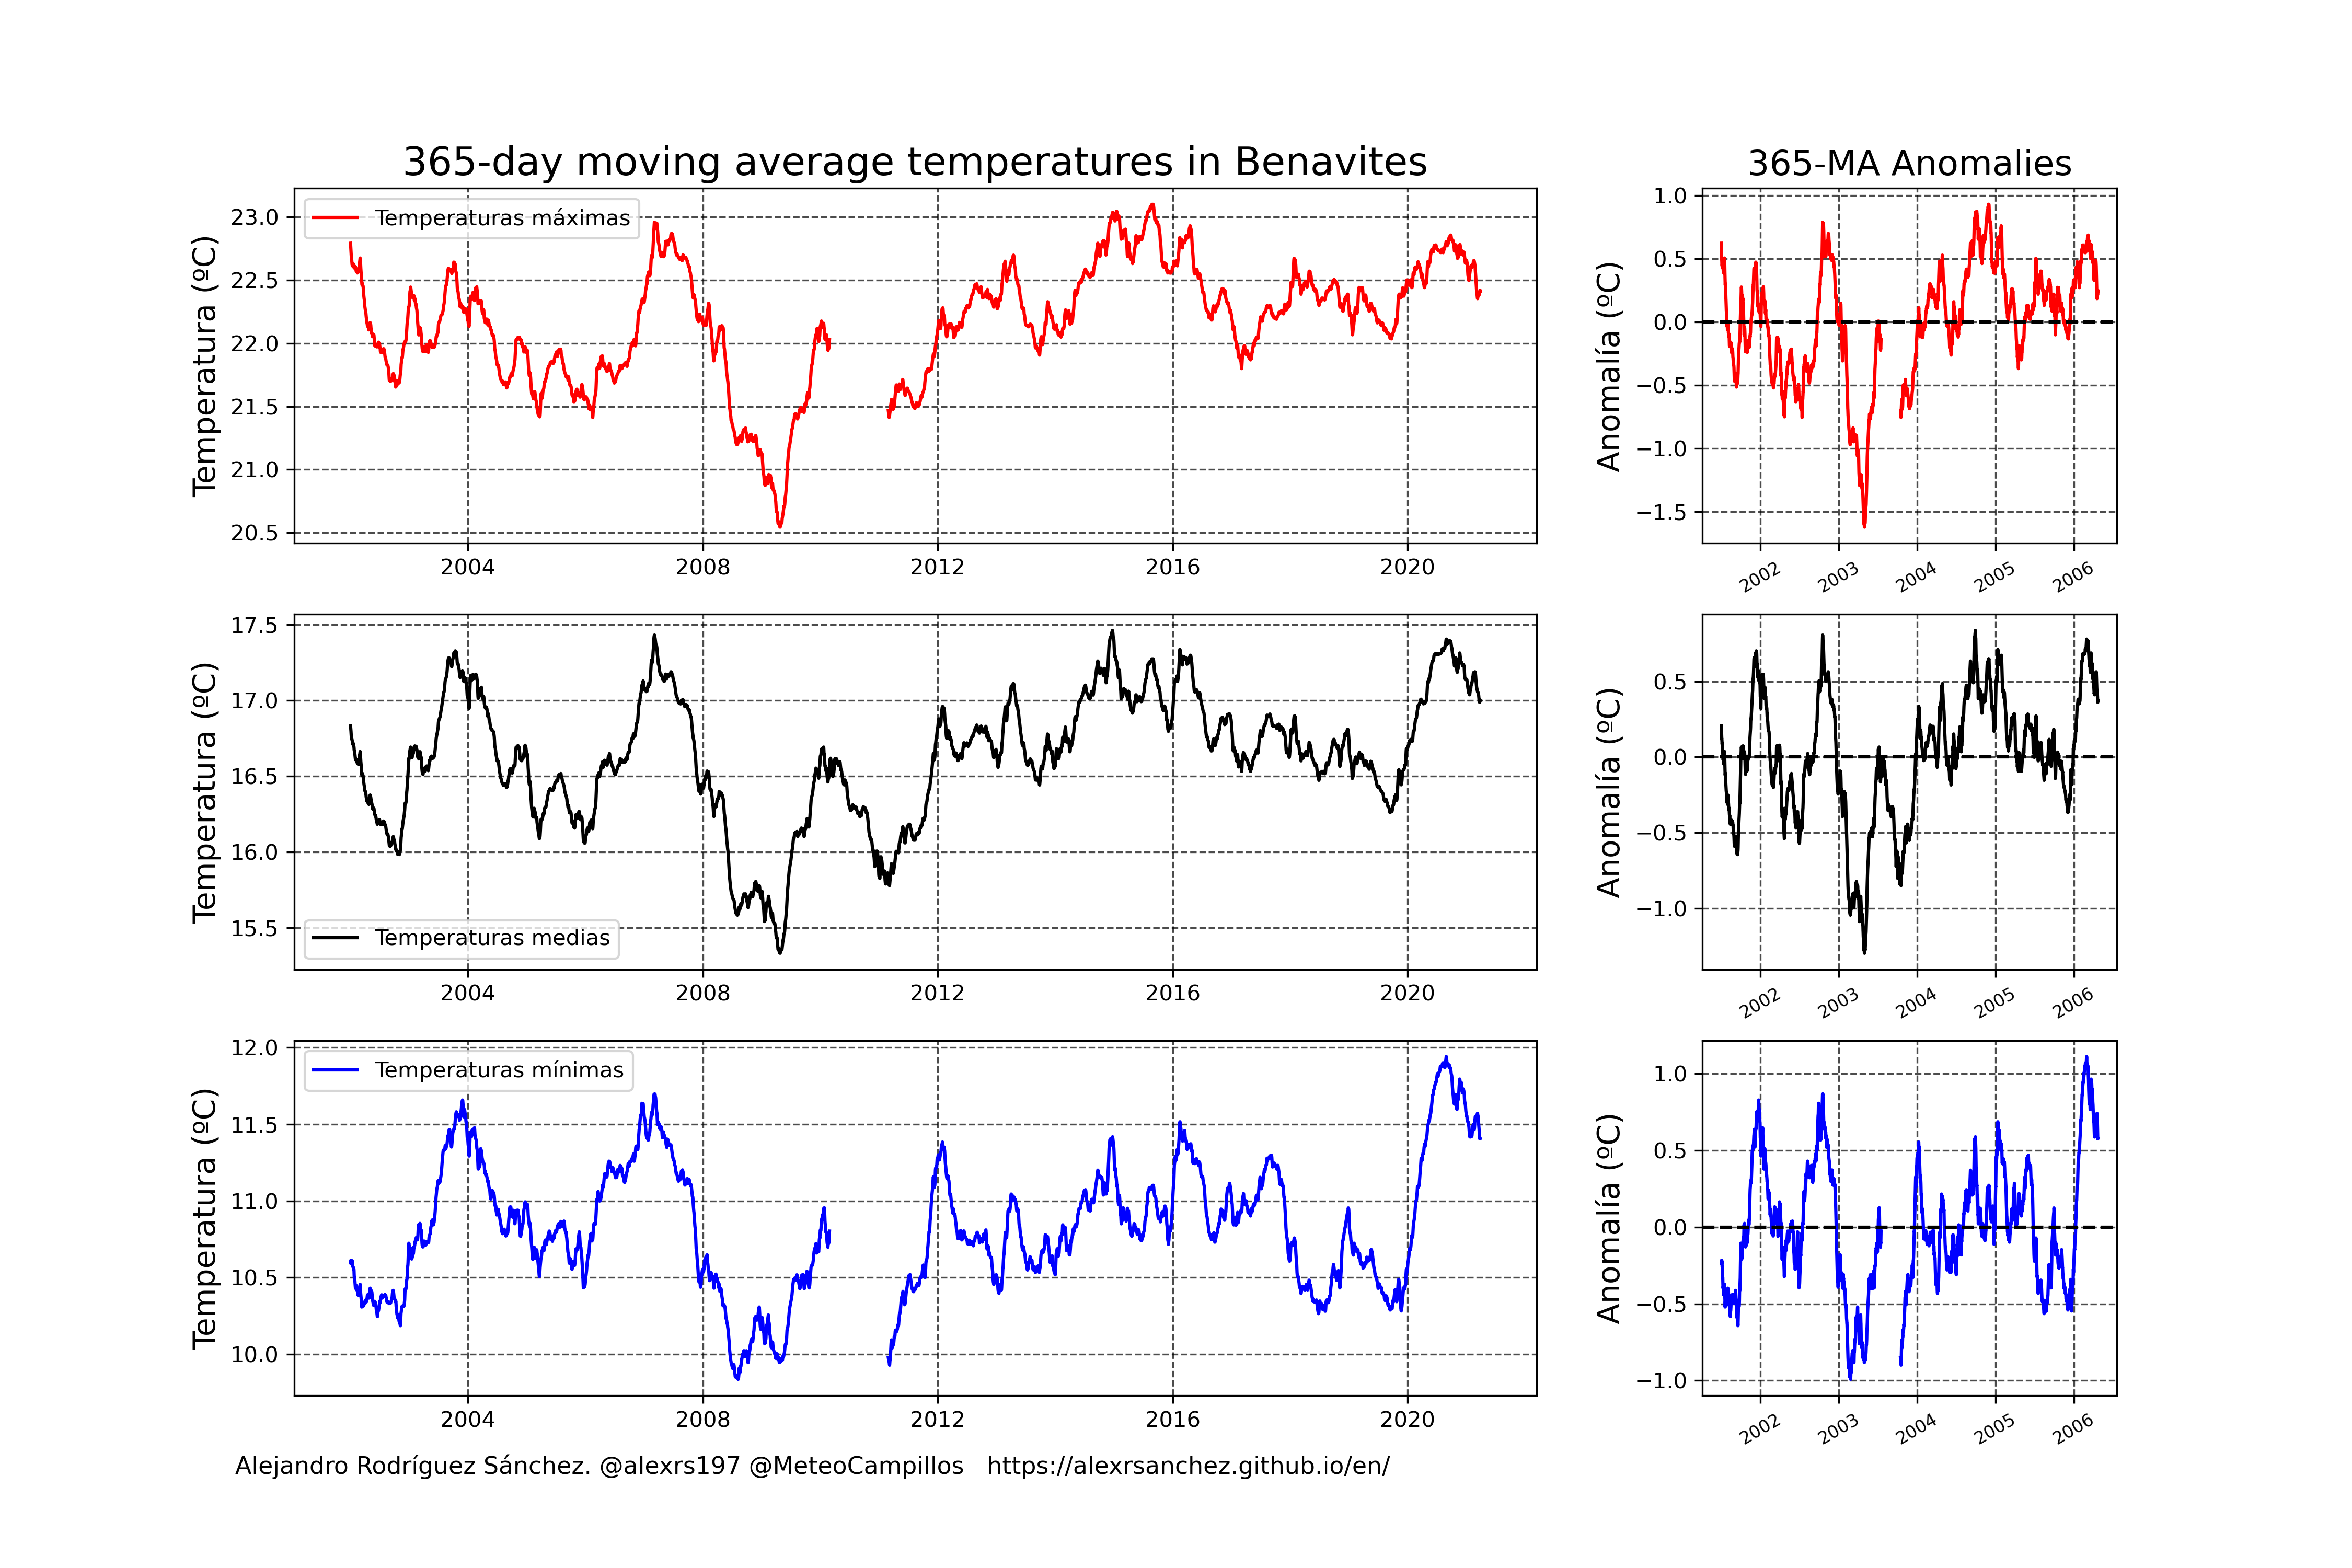 365-day moving average temperatures in Benavites
365-MA Anomalies
Temperatura (ºC)
23.0
22.5
22.0
21.5
21.0
20.5
Temperaturas máximas
2004 2008 2012 2016 2020
Anomalía (ºC)
1.0
0.5
0.0
−0.5
−1.0
−1.5
2002 2003 2004 2005 2006
Temperatura (ºC)
17.5
17.0
16.5
16.0
15.5
Temperaturas medias
2004 2008 2012 2016 2020
Anomalía (ºC)
0.5
0.0
−0.5
−1.0
2002 2003 2004 2005 2006
Temperatura (ºC)
12.0
11.5
11.0
10.5
10.0
Temperaturas mínimas
2004 2008 2012 2016 2020
Anomalía (ºC)
1.0
0.5
0.0
−0.5
−1.0
2002 2003 2004 2005 2006
Alejandro Rodríguez Sánchez. @alexrs197 @MeteoCampillos https://alexrsanchez.github.io/en/